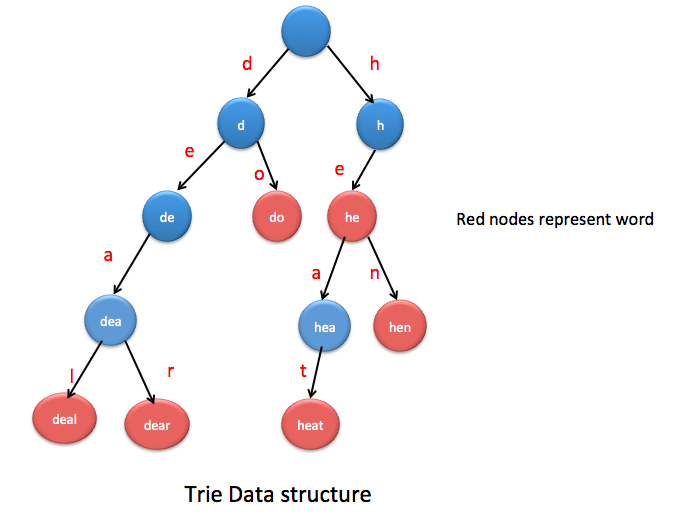 d h
d h
e o e
de do he
Red nodes represent word
a a n
dea hea hen
l r t
deal dear heat
Trie Data structure